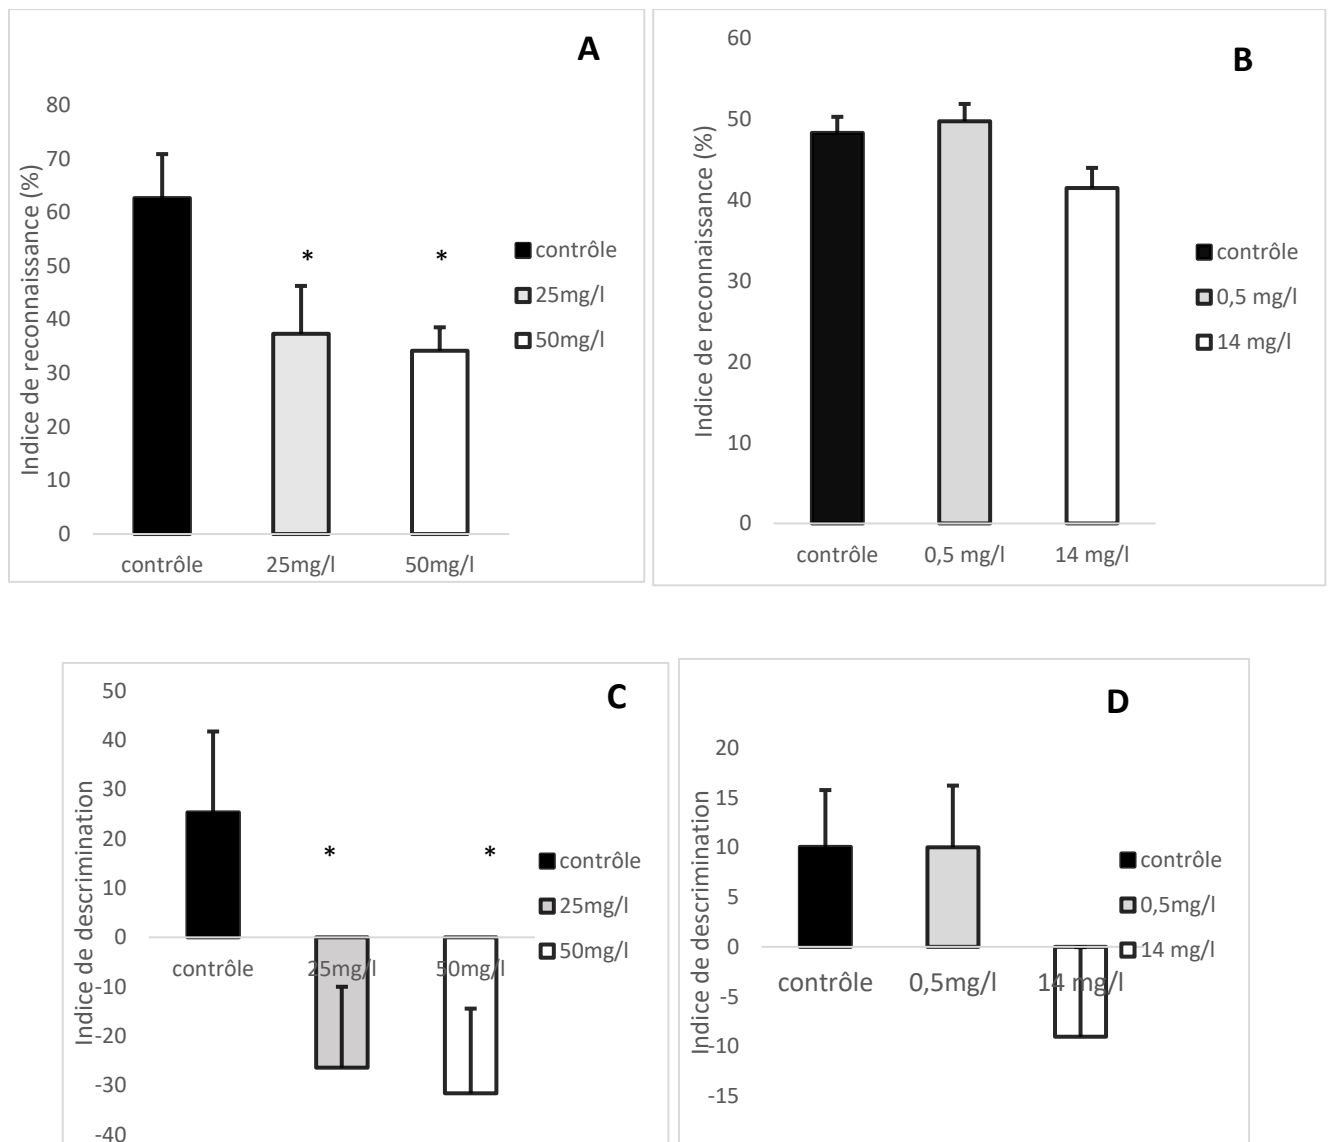 A
80
70
60
50
40
30
20
10
0
Indice de reconnaissance (%)
*
*
contrôle
25mg/l
50mg/l
contrôle
25mg/l
50mg/l
B
60
50
40
30
20
10
0
Indice de reconnaissance (%)
contrôle
0,5 mg/l
14 mg/l
contrôle
0,5 mg/l
14 mg/l
C
50
40
30
20
10
0
-10
-20
-30
-40
Indice de descrimination
*
*
contrôle
25mg/l
50mg/l
contrôle
25mg/l
50mg/l
D
20
15
10
5
0
-5
-10
-15
Indice de descrimination
contrôle
0,5mg/l
14 mg/l
contrôle
0,5mg/l
14 mg/l